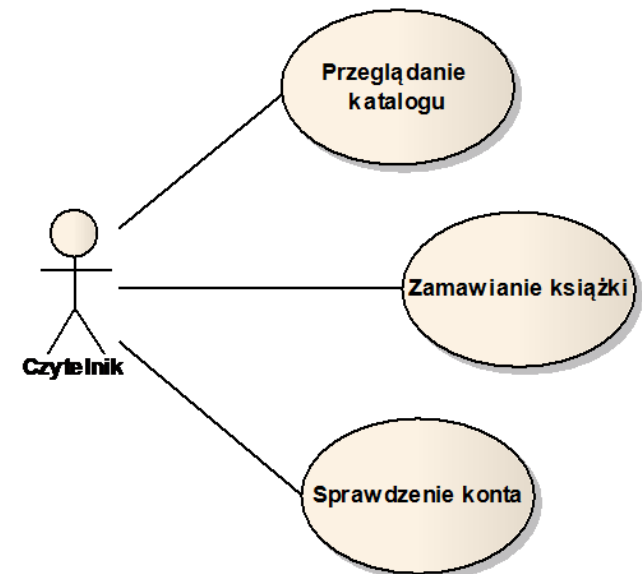 Przeglądanie
katalogu
Zamawianie książki
Czytelnik
Sprawdzenie konta